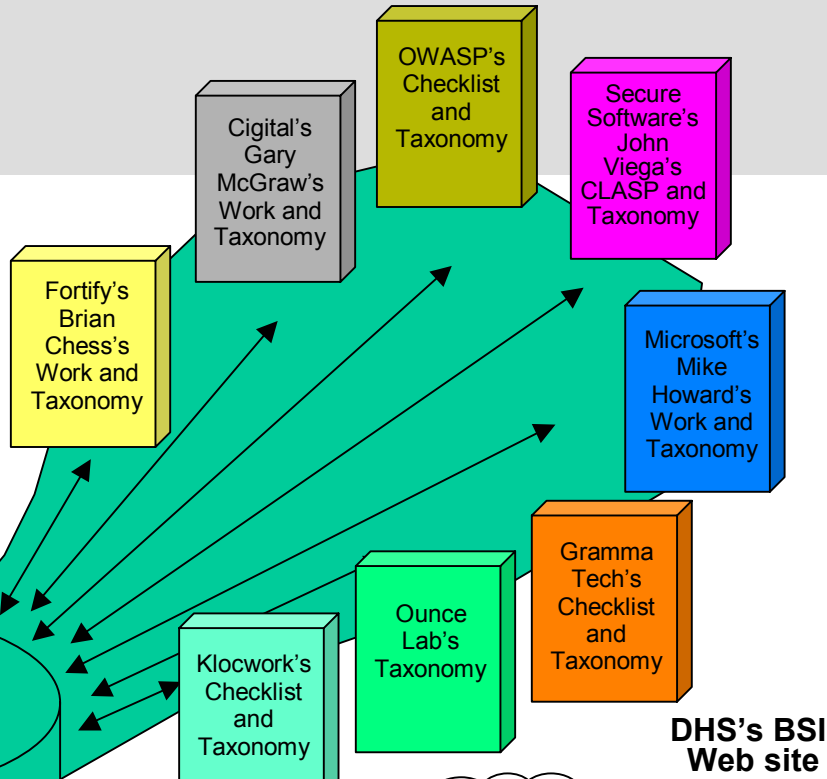 OWASP's
Checklist
and
Taxonomy
Secure
Software's
John
Viega's
CLASP and
Taxonomy
Cigital's
Gary
McGraw's
Work and
Taxonomy
Fortify's
Brian
Chess's
Work and
Taxonomy
Microsoft's
Mike
Howard's
Work and
Taxonomy
Gramma
Tech's
Checklist
and
Taxonomy
Ounce
Lab's
Taxonomy
Klocwork's
Checklist
and
Taxonomy
DHS's BSI
Web site